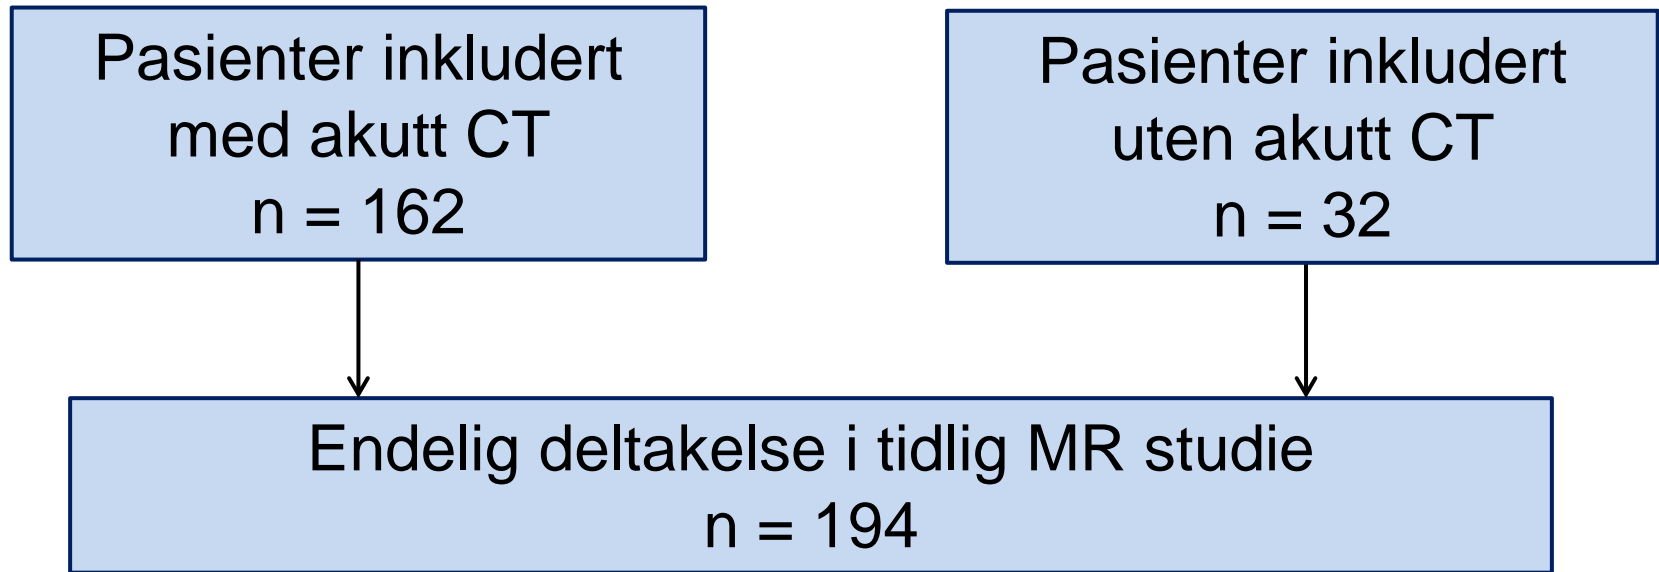 Pasienter inkludert
med akutt CT
n = 162
Pasienter inkludert
uten akutt CT
n = 32
Endelig deltakelse i tidlig MR studie
n = 194